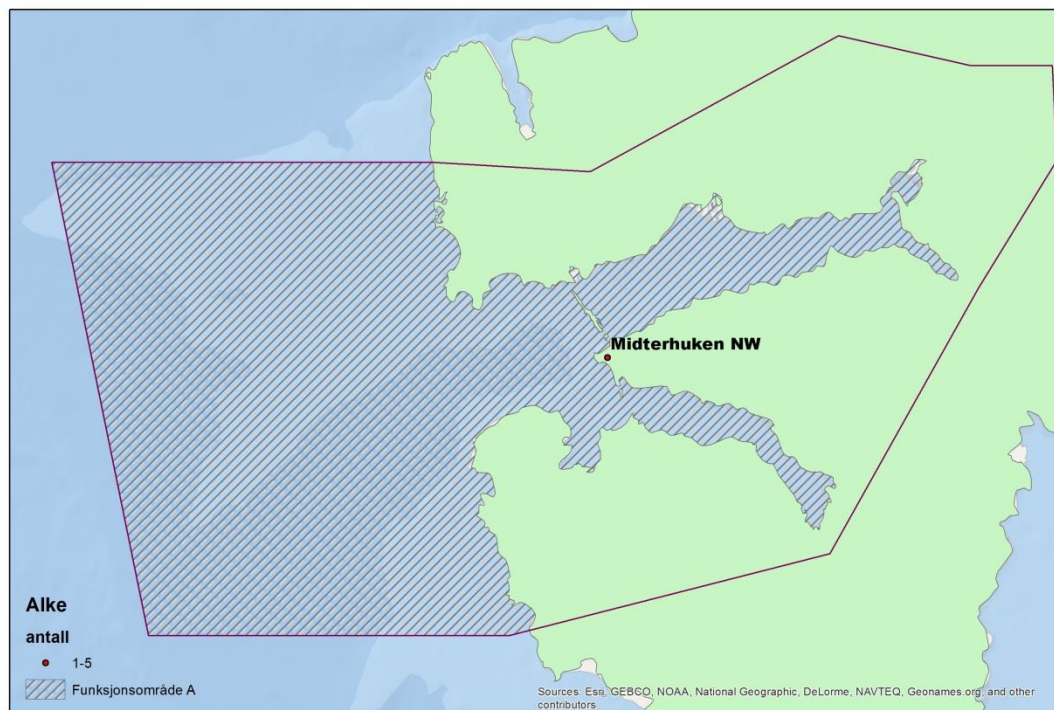 Midterhuken NW
Alke
antall
1-5
Funksjonsområde A
Sources: Esri, GEBCO, NOAA, National Geographic, DeLorme, NAVTEQ, Geonames.org, and other
contributors